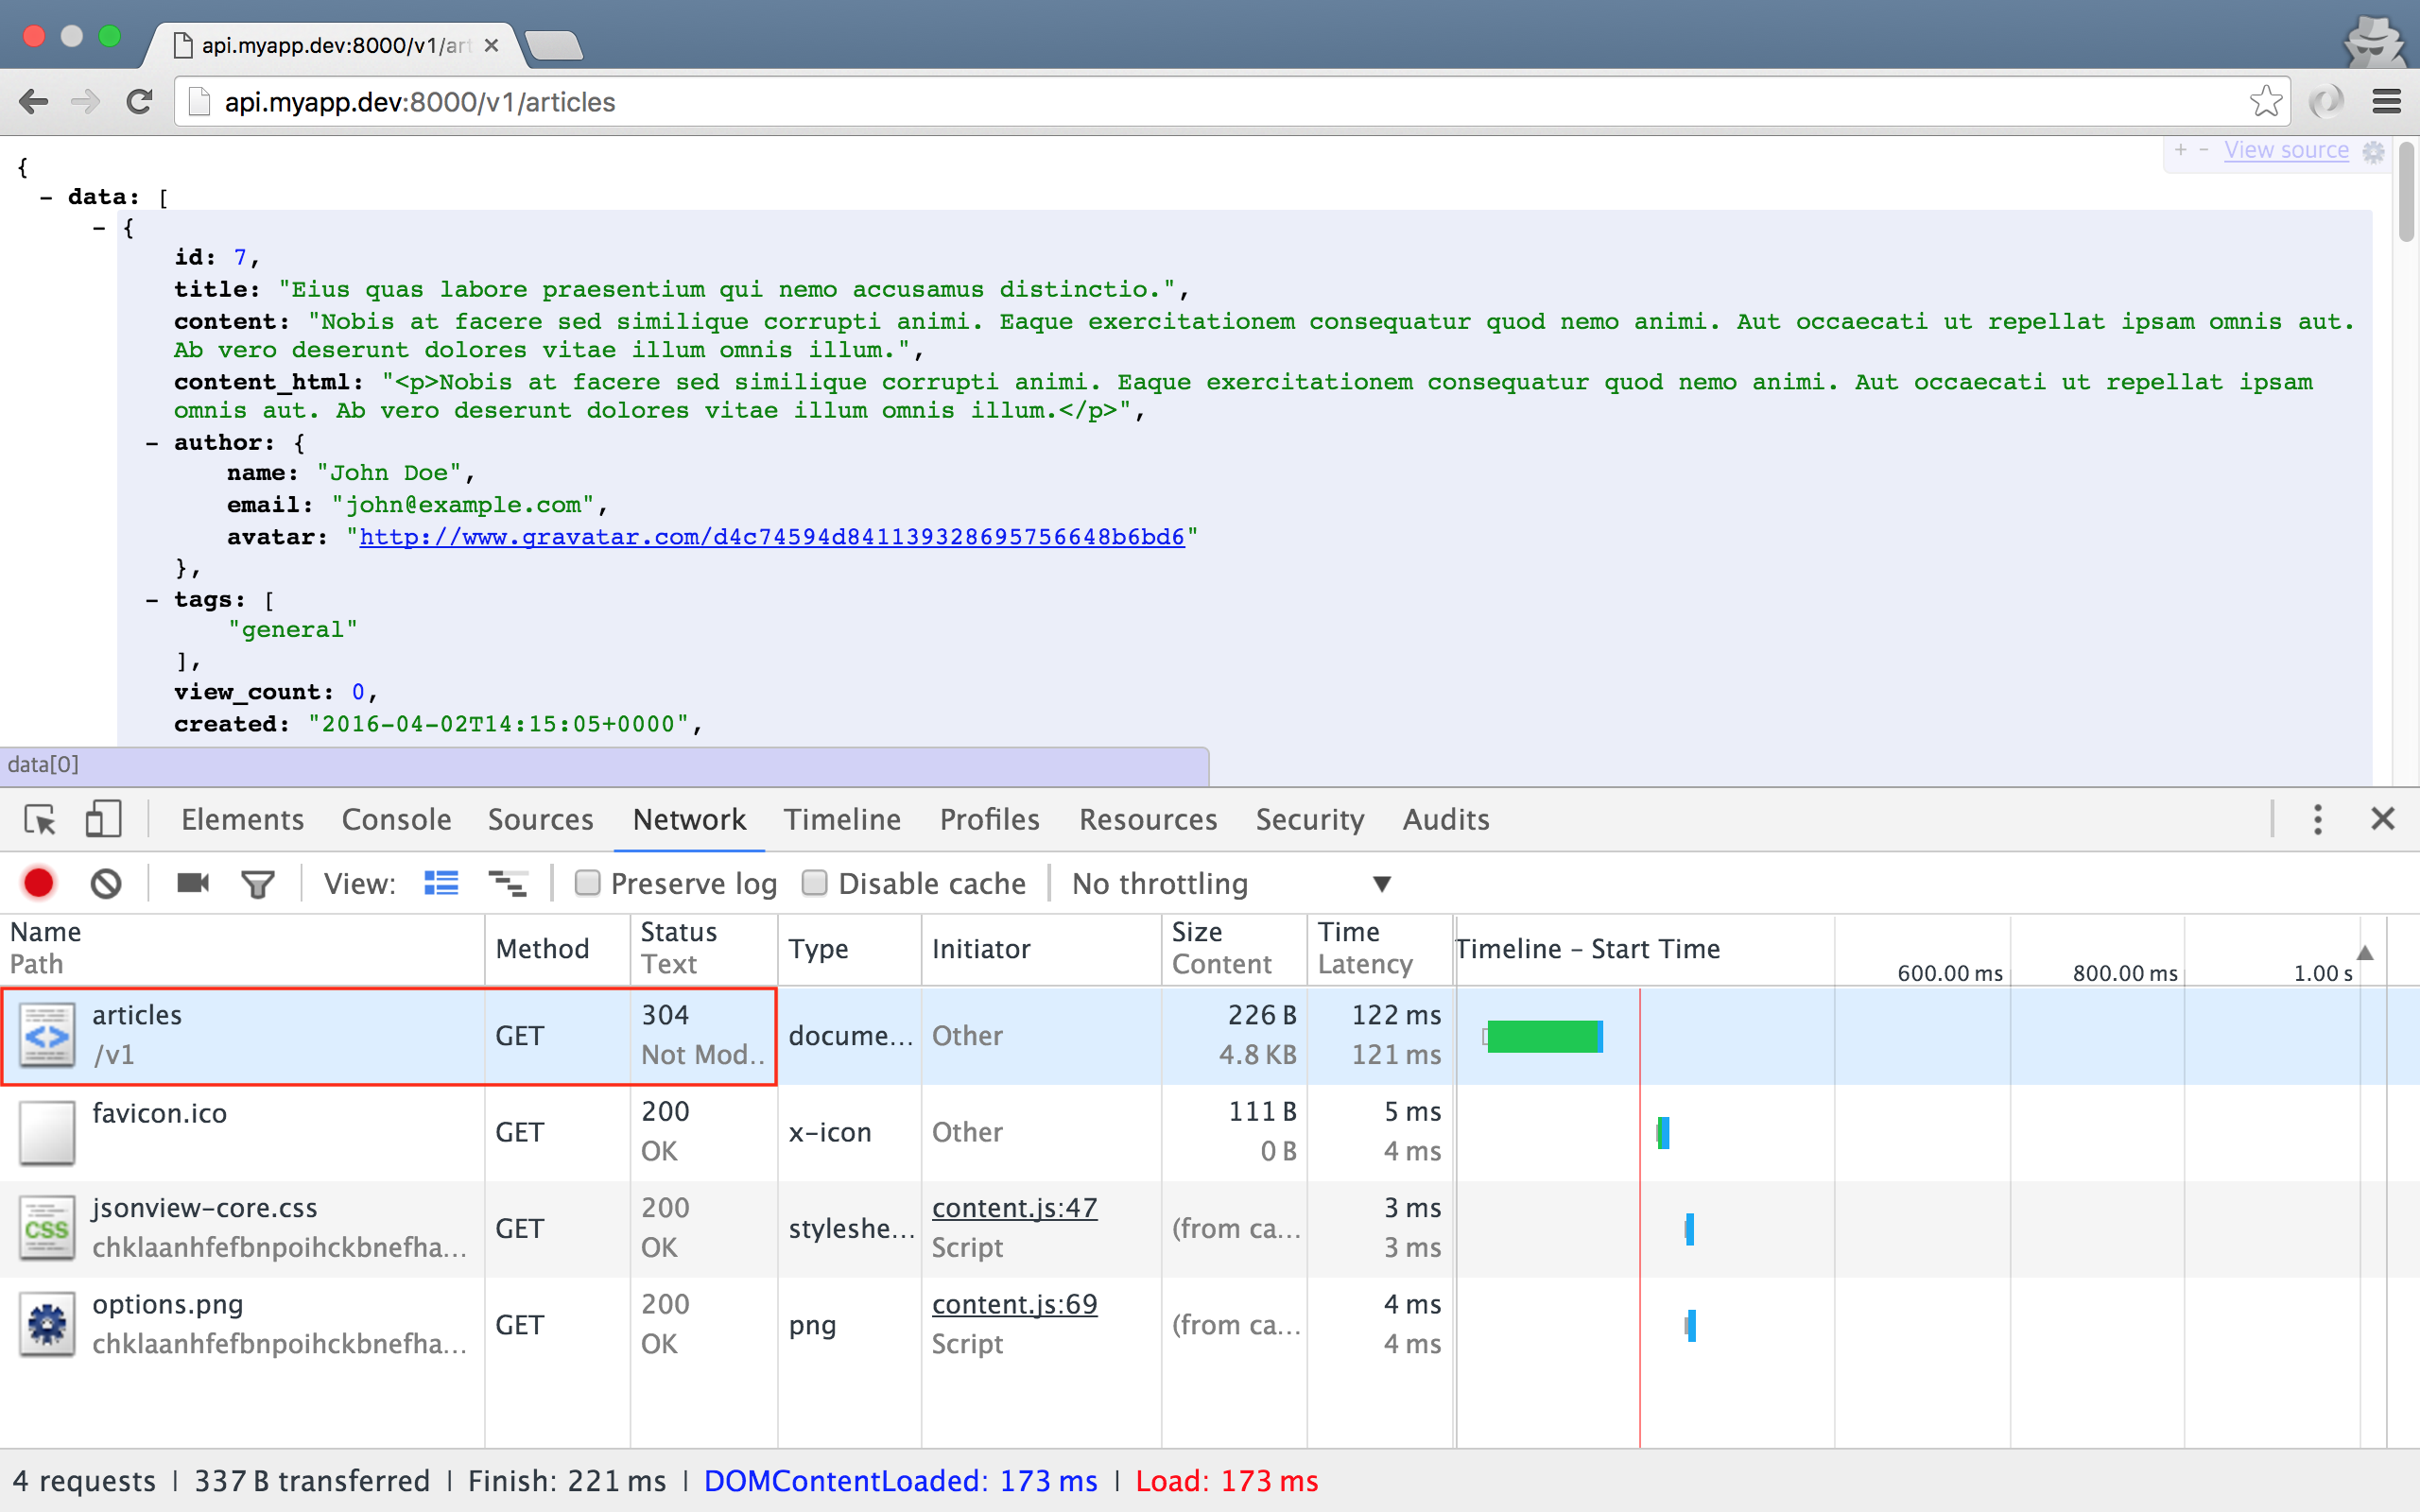 api.myapp.dev:8000/v1/art
api.myapp.dev:8000/v1/articles
+ - View source
{
- data: [
- {
id: 7,
title: "Eius quas labore praesentium qui nemo accusamus distinctio.",
content: "Nobis at facere sed similique corrupti animi. Eaque exercitationem consequatur quod nemo animi. Aut occaecati ut repellat ipsam omnis aut.
Ab vero deserunt dolores vitae illum omnis illum.",
content_html: "<p>Nobis at facere sed similique corrupti animi. Eaque exercitationem consequatur quod nemo animi. Aut occaecati ut repellat ipsam
omnis aut. Ab vero deserunt dolores vitae illum omnis illum.</p>",
- author: {
name: "John Doe",
email: "john@example.com",
avatar: "http://www.gravatar.com/d4c74594d841139328695756648b6bd6"
},
- tags: [
"general"
],
view_count: 0,
created: "2016-04-02T14:15:05+0000",
data[0]
Elements Console Sources Network Timeline Profiles Resources Security Audits
View: Preserve log Disable cache No throttling
Name Path Method Status Text Type Initiator Size Content Time Latency Timeline – Start Time 600.00 ms 800.00 ms 1.00 s
articles /v1 GET 304 Not Mod... docume... Other 226 B 4.8 KB 122 ms 121 ms
favicon.ico GET 200 OK x-icon Other 111 B 0 B 5 ms 4 ms
CSS jsonview-core.css chklaanhfefbnpoihckbnefha... GET 200 OK styleshe... content.js:47 Script (from ca... 3 ms 3 ms
options.png chklaanhfefbnpoihckbnefha... GET 200 OK png content.js:69 Script (from ca... 4 ms 4 ms
4 requests | 337 B transferred | Finish: 221 ms | DOMContentLoaded: 173 ms | Load: 173 ms